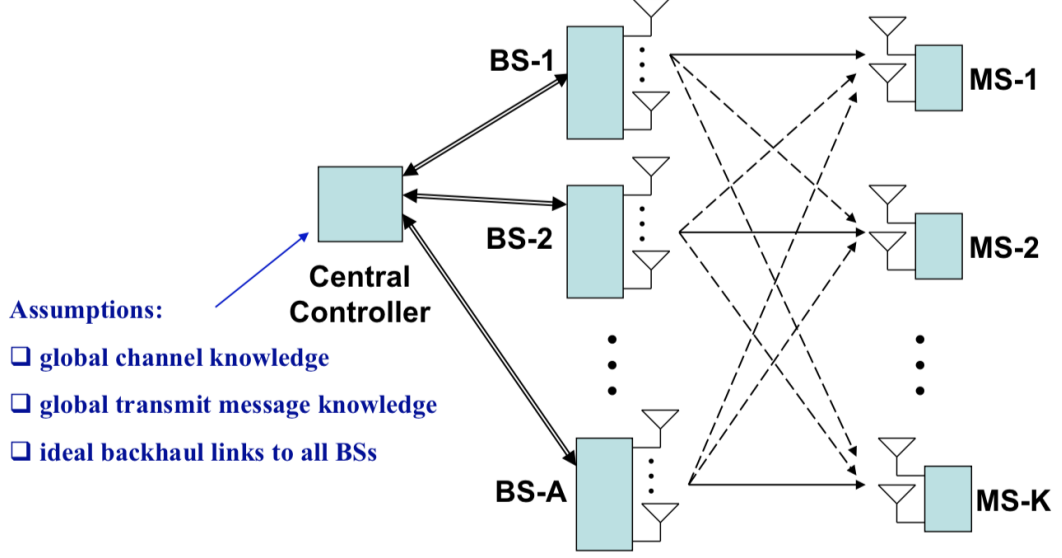 BS-1
MS-1
BS-2
MS-2
Central
Controller
Assumptions:
❑ global channel knowledge
❑ global transmit message knowledge
❑ ideal backhaul links to all BSs
BS-A
MS-K